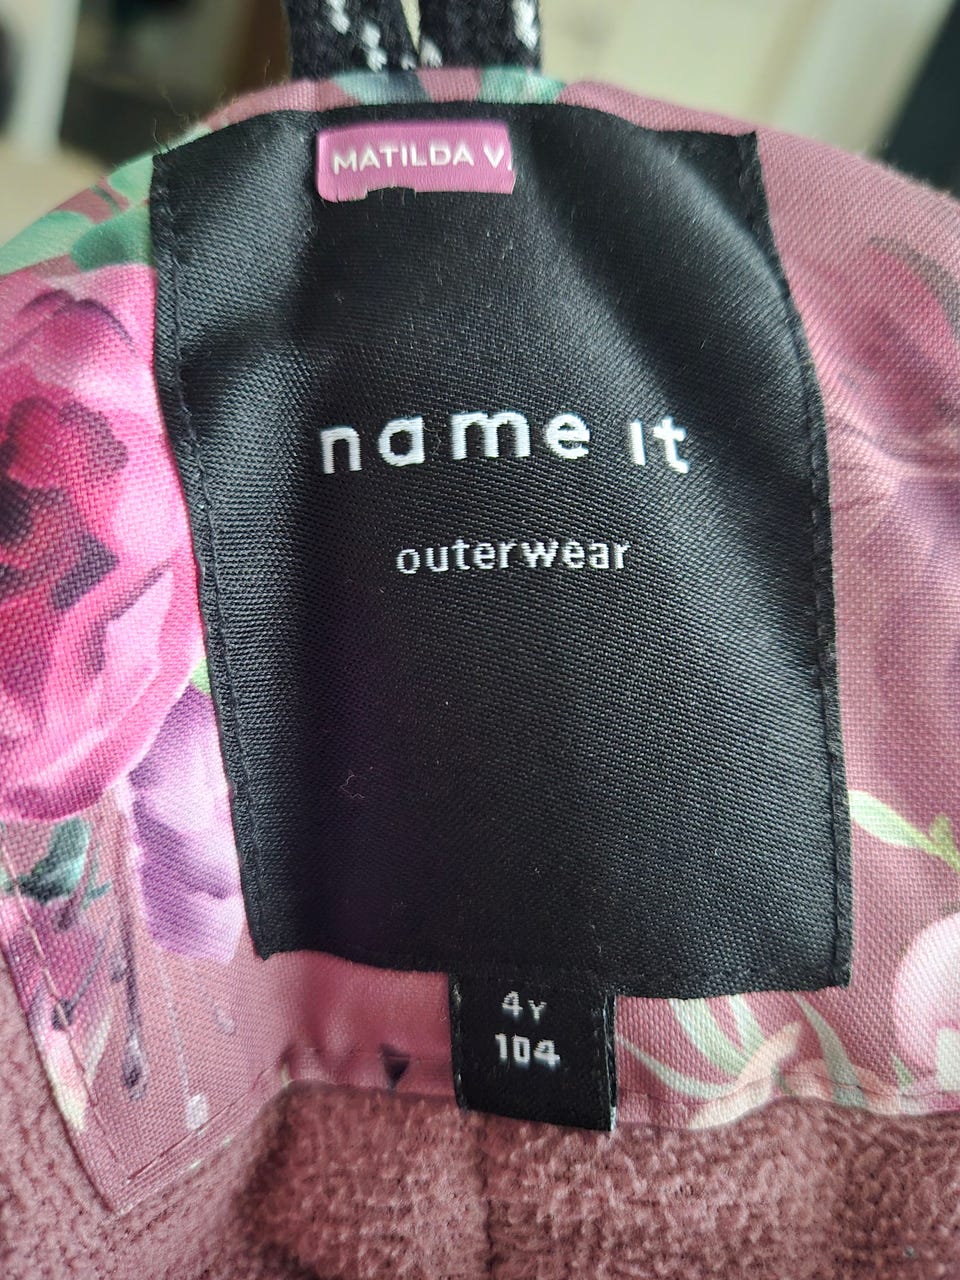 MATILDA V.
name it
outerwear
4Y
104